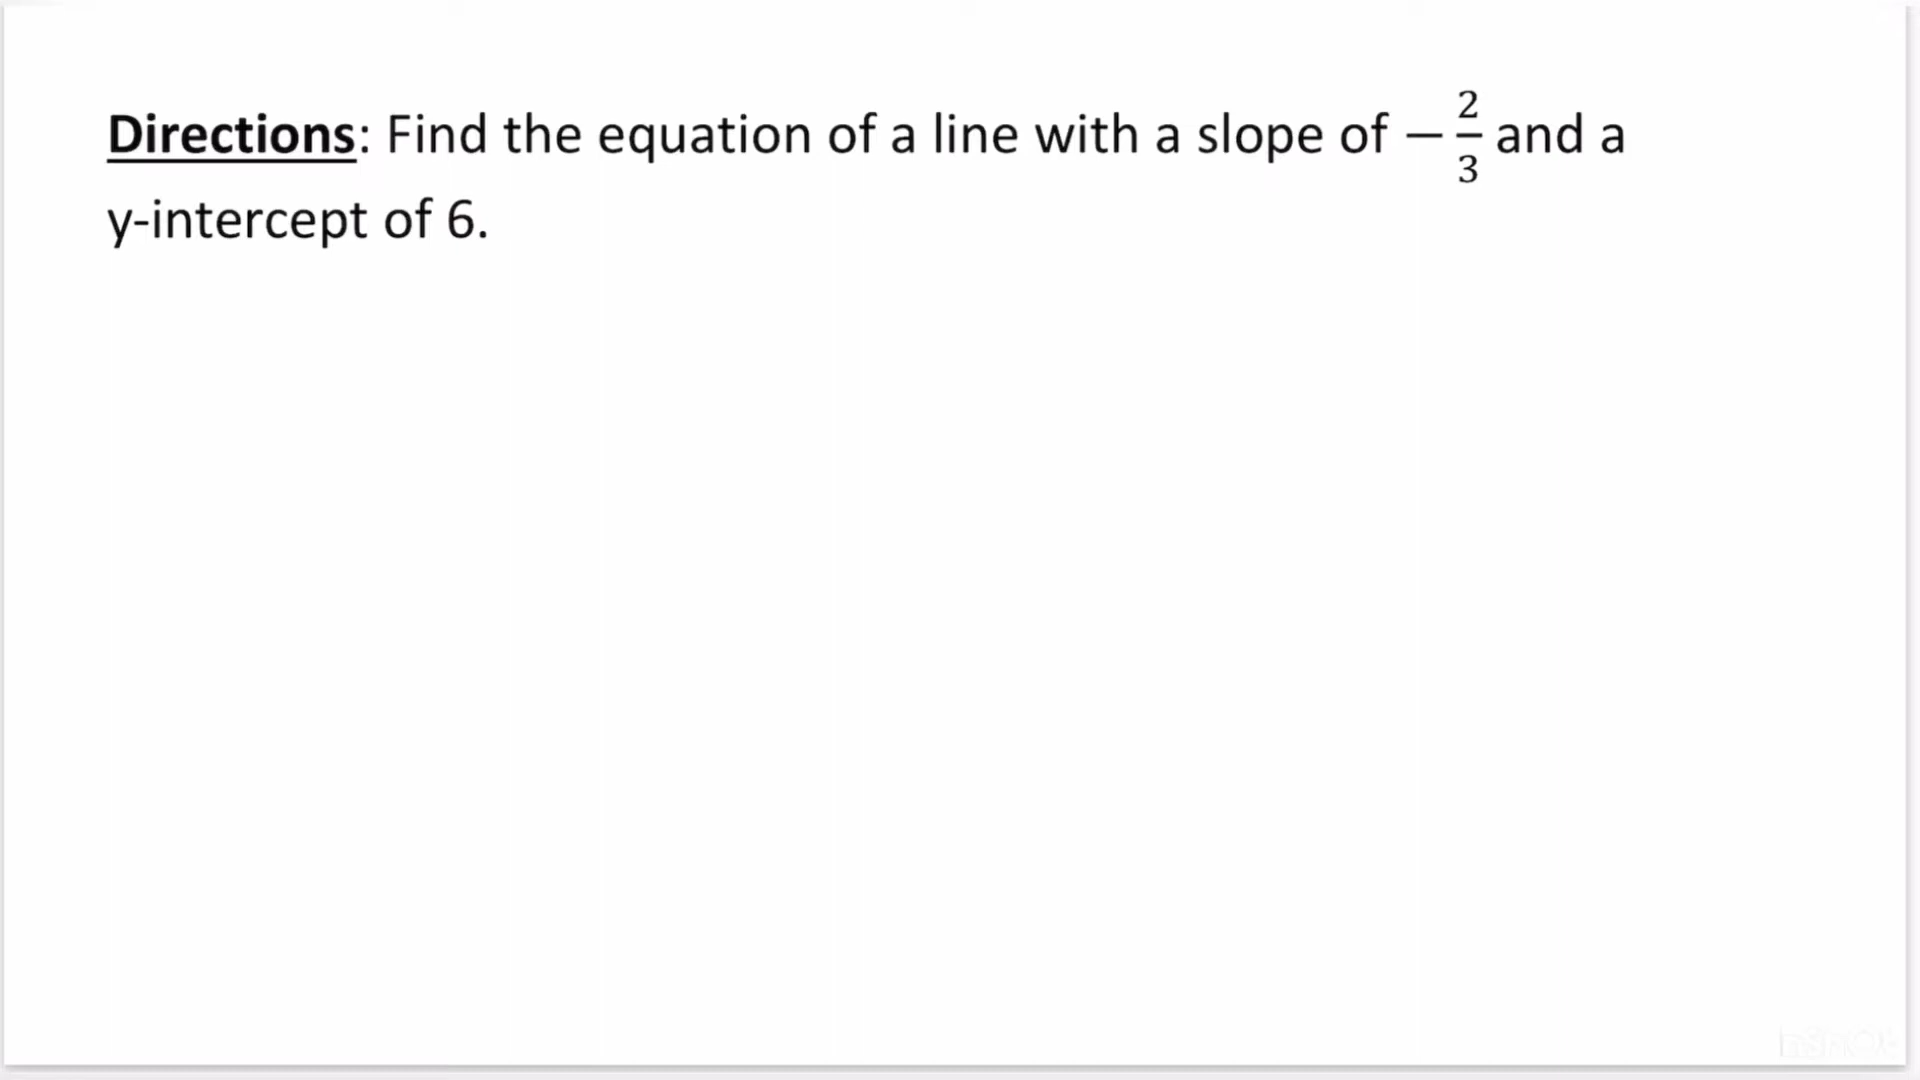 Directions: Find the equation of a line with a slope of −2/3 and a
y-intercept of 6.